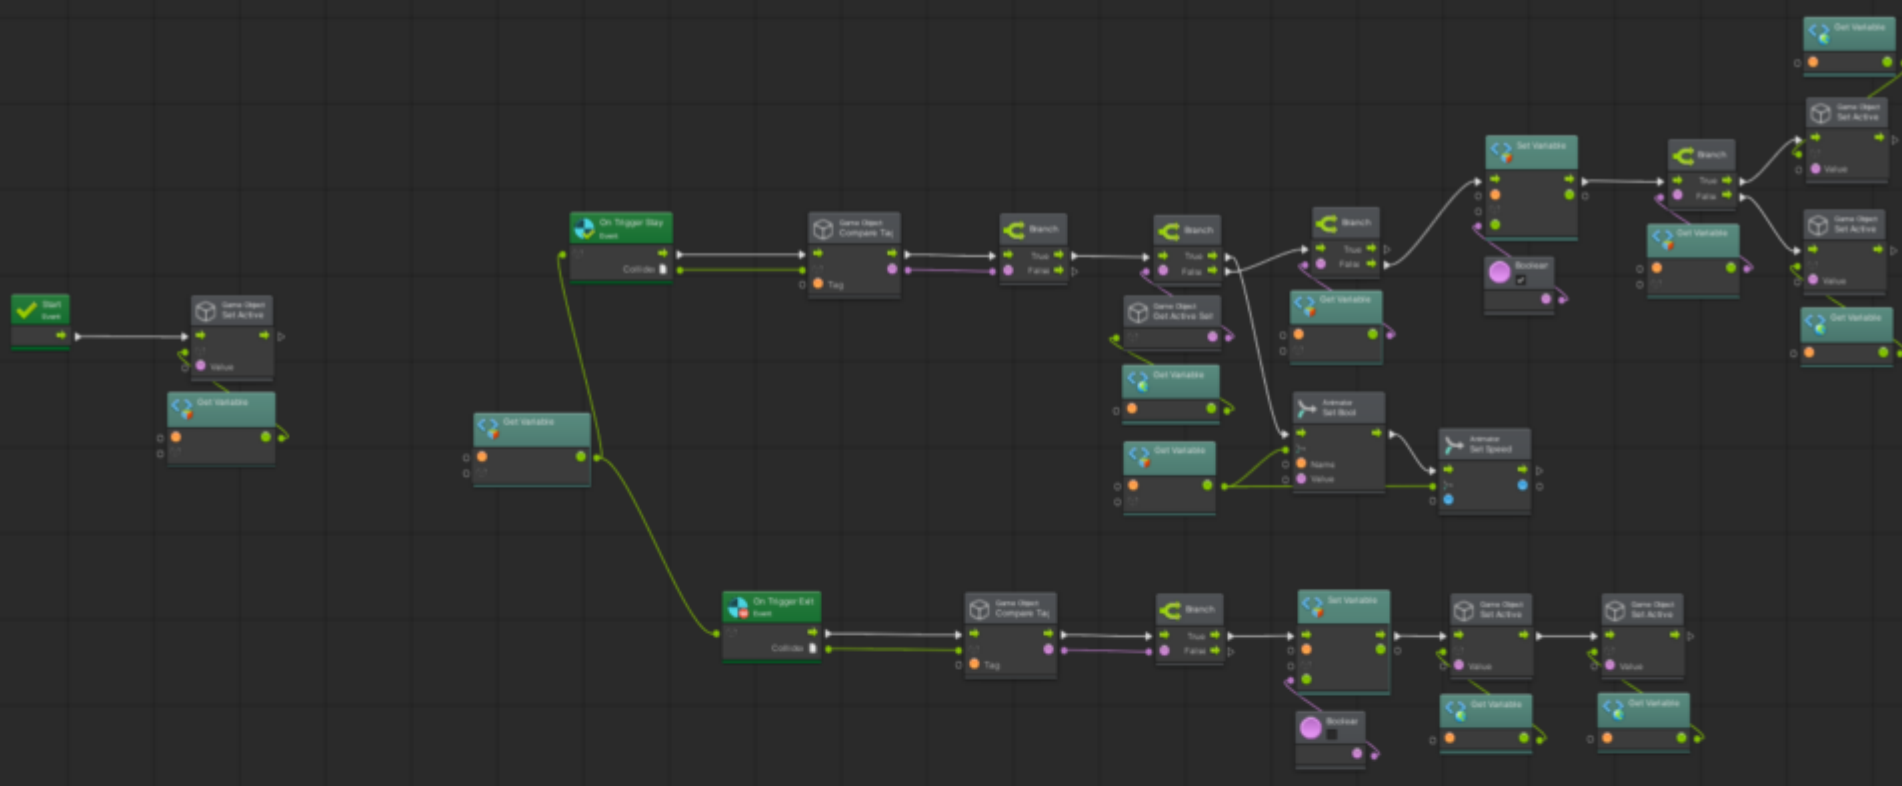 Start
Event
Game Object
Set Active
Value
Get Variable
Get Variable
On Trigger Stay
Event
Collider
Game Object
Compare Tag
Tag
Branch
True
False
Branch
True
False
Game Object
Get Active Sel
Get Variable
Get Variable
Branch
True
False
Get Variable
Animator
Set Bool
Name
Value
Animator
Set Speed
Set Variable
Boolean
Branch
True
False
Get Variable
Get Variable
Game Object
Set Active
Value
Game Object
Set Active
Value
Get Variable
On Trigger Exit
Event
Collider
Game Object
Compare Tag
Tag
Branch
True
False
Set Variable
Boolean
Game Object
Set Active
Value
Get Variable
Game Object
Set Active
Value
Get Variable